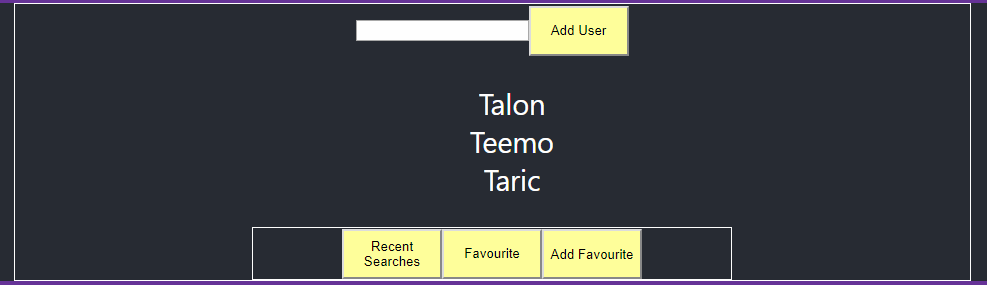 Add User
Talon
Teemo
Taric
Recent
Searches
Favourite
Add Favourite